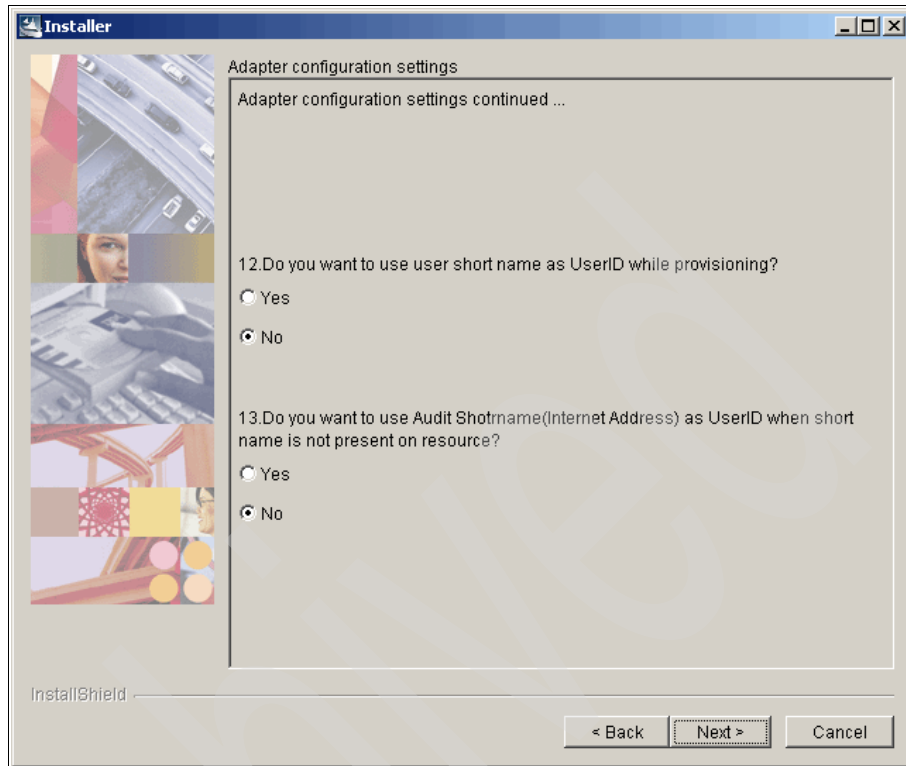 Installer
Adapter configuration settings
Adapter configuration settings continued ...
12.Do you want to use user short name as UserID while provisioning?
Yes
No
13.Do you want to use Audit Shotrname(Internet Address) as UserID when short
name is not present on resource?
Yes
No
InstallShield
< Back Next > Cancel